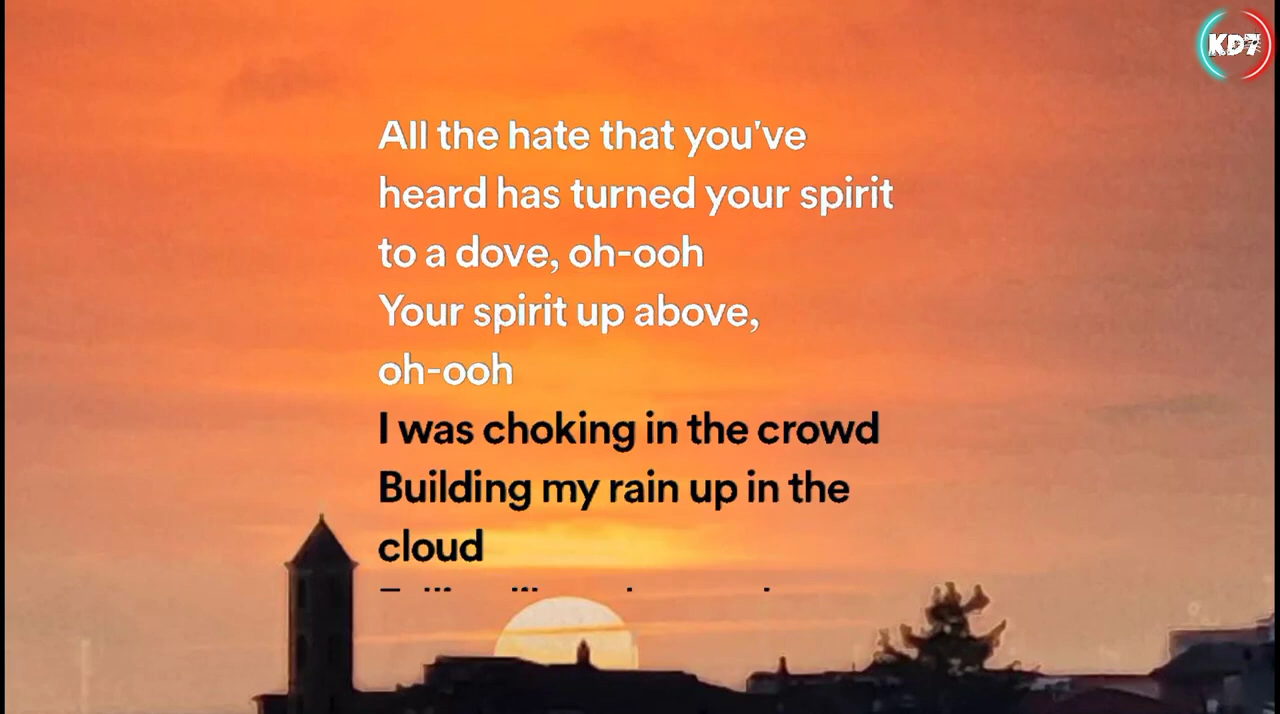 KD7
All the hate that you've
heard has turned your spirit
to a dove, oh-ooh
Your spirit up above,
oh-ooh
I was choking in the crowd
Building my rain up in the
cloud